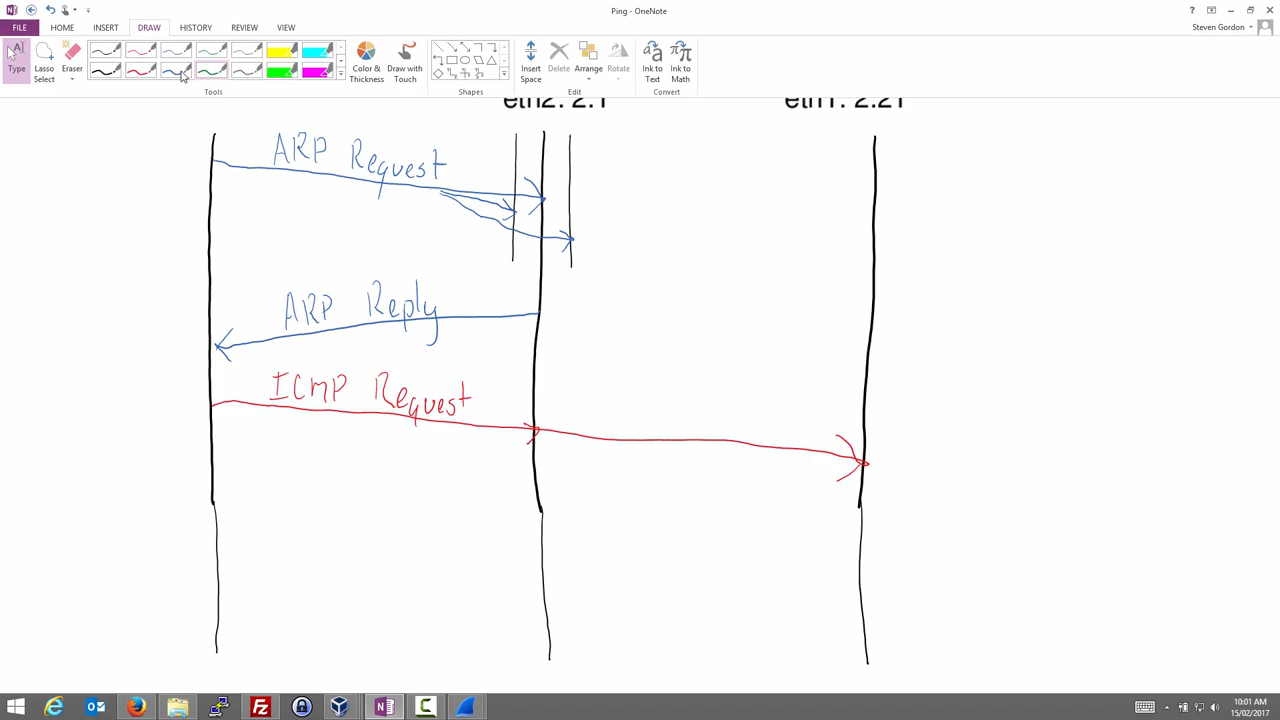 Ping - OneNote
Steven Gordon
FILE HOME INSERT DRAW HISTORY REVIEW VIEW
Type
Lasso Select
Eraser
Color & Thickness
Draw with Touch
Insert Space
Delete
Arrange
Rotate
Ink to Text
Ink to Math
Tools
Shapes
Edit
Convert
eth2: 2.1
eth1: 2.21
ARP Request
ARP Reply
ICMP Request
10:01 AM
15/02/2017